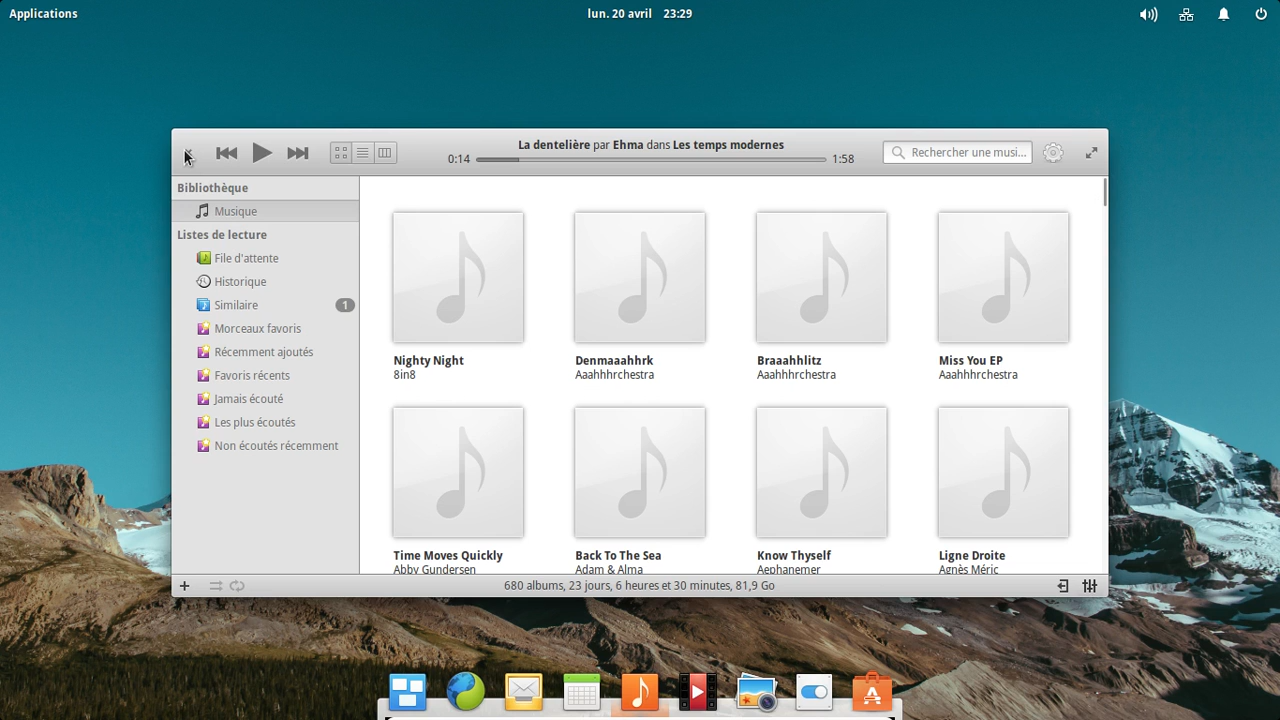 Applications
lun. 20 avril 23:29
La dentelière par Ehma dans Les temps modernes
0:14
1:58
Rechercher une musi...
Bibliothèque
Musique
Listes de lecture
File d'attente
Historique
Similaire 1
Morceaux favoris
Récemment ajoutés
Favoris récents
Jamais écouté
Les plus écoutés
Non écoutés récemment
Nighty Night
8in8
Denmaaahhrk
Aaahhhrchestra
Braaahhlitz
Aaahhhrchestra
Miss You EP
Aaahhhrchestra
Time Moves Quickly
Abby Gundersen
Back To The Sea
Adam & Alma
Know Thyself
Aephanemer
Ligne Droite
Agnès Méric
680 albums, 23 jours, 6 heures et 30 minutes, 81,9 Go